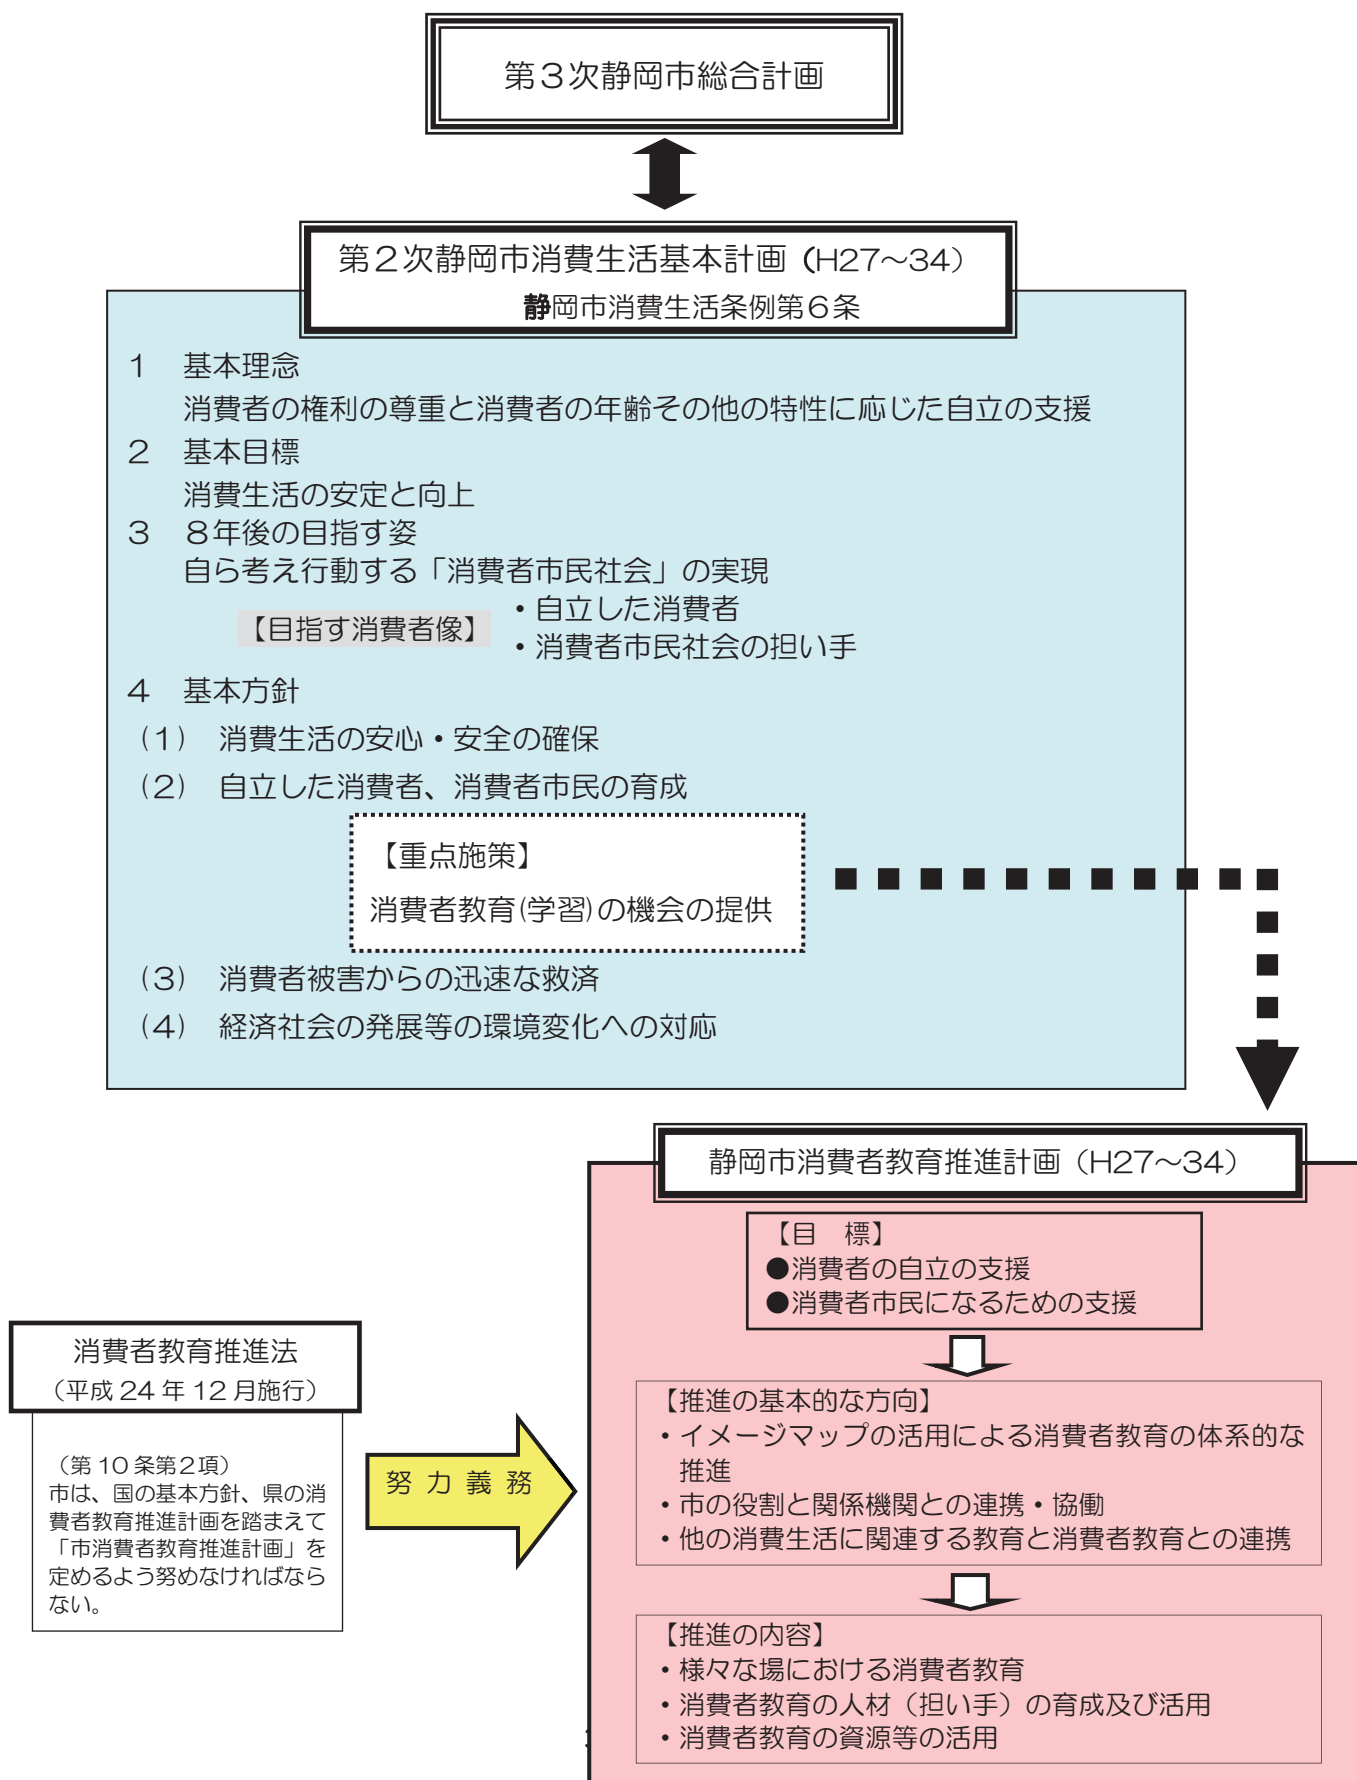 第3次静岡市総合計画
第2次静岡市消費生活基本計画（H27～34）
静岡市消費生活条例第6条
1　基本理念
消費者の権利の尊重と消費者の年齢その他の特性に応じた自立の支援
2　基本目標
消費生活の安定と向上
3　8年後の目指す姿
自ら考え行動する「消費者市民社会」の実現
【目指す消費者像】
・自立した消費者
・消費者市民社会の担い手
4　基本方針
(1)　消費生活の安心・安全の確保
(2)　自立した消費者、消費者市民の育成
【重点施策】
消費者教育(学習)の機会の提供
(3)　消費者被害からの迅速な救済
(4)　経済社会の発展等の環境変化への対応
静岡市消費者教育推進計画（H27～34）
【目　標】
●消費者の自立の支援
●消費者市民になるための支援
消費者教育推進法
（平成24年12月施行）
（第10条第2項）
市は、国の基本方針、県の消
費者教育推進計画を踏まえて
「市消費者教育推進計画」を
定めるよう努めなければなら
ない。
努力義務
【推進の基本的な方向】
・イメージマップの活用による消費者教育の体系的な
推進
・市の役割と関係機関との連携・協働
・他の消費生活に関連する教育と消費者教育との連携
【推進の内容】
・様々な場における消費者教育
・消費者教育の人材（担い手）の育成及び活用
・消費者教育の資源等の活用